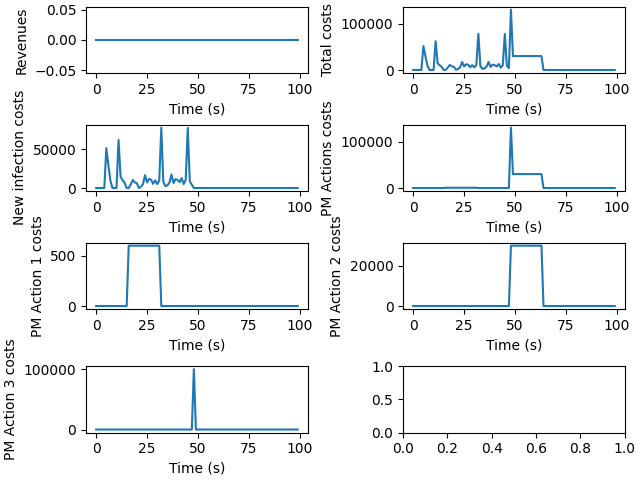 Revenues
0.05
0.00
−0.05
0 25 50 75 100
Time (s)
Total costs
100000
0
0 25 50 75 100
Time (s)
New infection costs
50000
0
0 25 50 75 100
Time (s)
PM Actions costs
100000
0
0 25 50 75 100
Time (s)
PM Action 1 costs
500
0
0 25 50 75 100
Time (s)
PM Action 2 costs
20000
0
0 25 50 75 100
Time (s)
PM Action 3 costs
100000
0
0 25 50 75 100
Time (s)
1.0
0.5
0.0
0.0 0.2 0.4 0.6 0.8 1.0